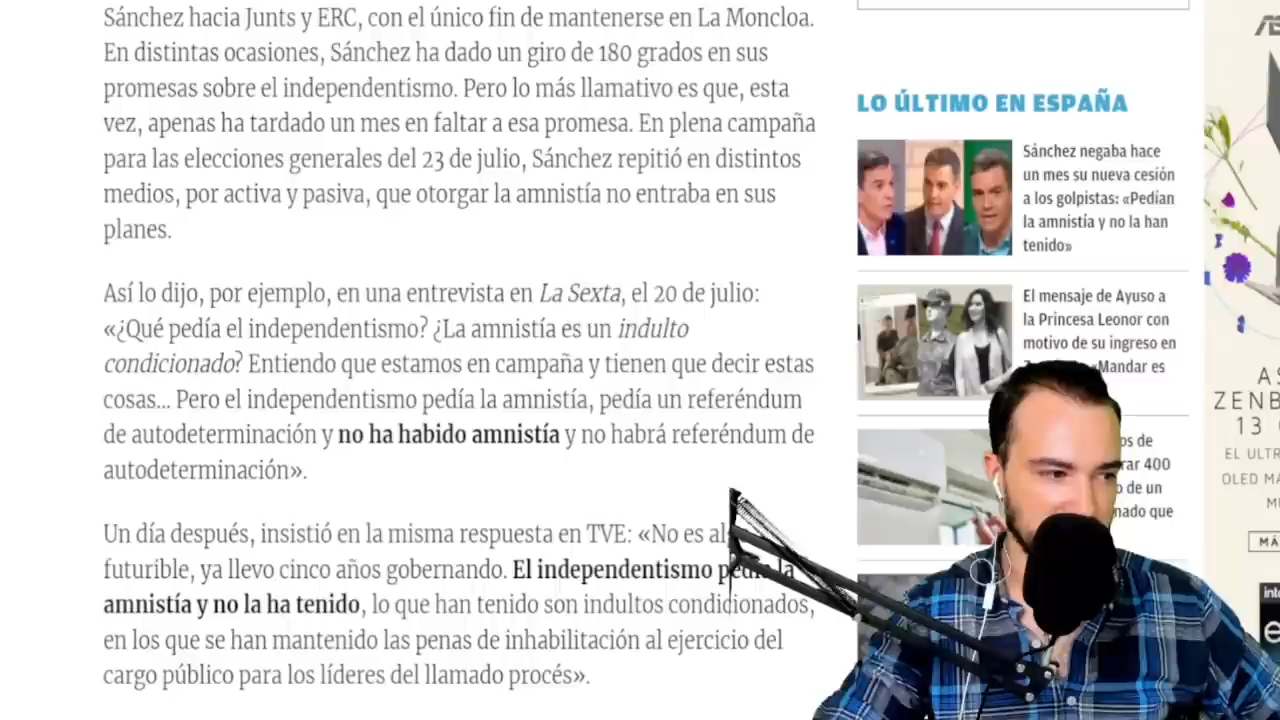 Sánchez hacia Junts y ERC, con el único fin de mantenerse en La Moncloa.
En distintas ocasiones, Sánchez ha dado un giro de 180 grados en sus
promesas sobre el independentismo. Pero lo más llamativo es que, esta
vez, apenas ha tardado un mes en faltar a esa promesa. En plena campaña
para las elecciones generales del 23 de julio, Sánchez repitió en distintos
medios, por activa y pasiva, que otorgar la amnistía no entraba en sus
planes.
Así lo dijo, por ejemplo, en una entrevista en La Sexta, el 20 de julio:
«¿Qué pedía el independentismo? ¿La amnistía es un indulto
condicionado? Entiendo que estamos en campaña y tienen que decir estas
cosas... Pero el independentismo pedía la amnistía, pedía un referéndum
de autodeterminación y no ha habido amnistía y no habrá referéndum de
autodeterminación».
Un día después, insistió en la misma respuesta en TVE: «No es al
futurible, ya llevo cinco años gobernando. El independentismo pedía la
amnistía y no la ha tenido, lo que han tenido son indultos condicionados,
en los que se han mantenido las penas de inhabilitación al ejercicio del
cargo público para los líderes del llamado procés».
LO ÚLTIMO EN ESPAÑA
Sánchez negaba hace
un mes su nueva cesión
a los golpistas: «Pedían
la amnistía y no la han
tenido»
El mensaje de Ayuso a
la Princesa Leonor con
motivo de su ingreso en
«Mandar es
os de
rar 400
o de un
nado que
AS
ZENB
13
EL ULTR
OLED MA
MÁ